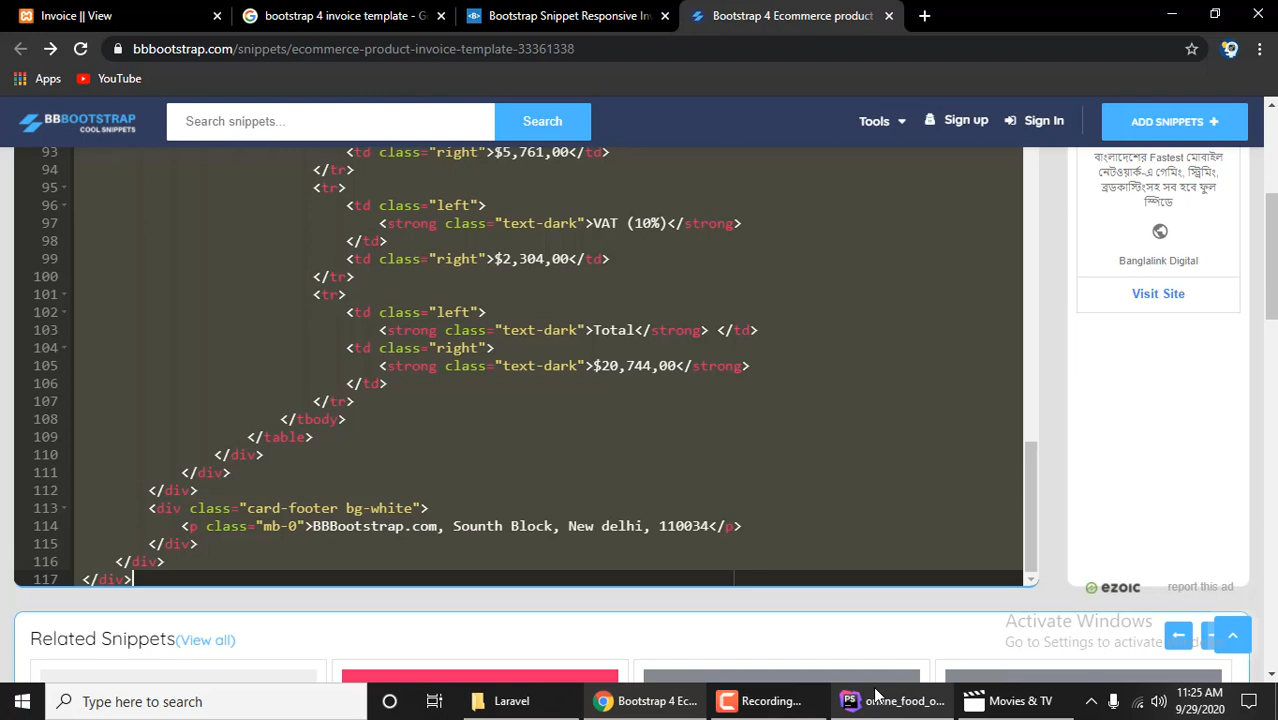 Invoice || View
bootstrap 4 invoice template - G
Bootstrap Snippet Responsive Inv
Bootstrap 4 Ecommerce product
bbbootstrap.com/snippets/ecommerce-product-invoice-template-33361338
Apps YouTube
BBBOOTSTRAP
COOL SNIPPETS
Search snippets...
Search
Tools
Sign up
Sign In
ADD SNIPPETS +
93 <td class="right">$5,761,00</td>
94 </tr>
95 <tr>
96 <td class="left">
97 <strong class="text-dark">VAT (10%)</strong>
98 </td>
99 <td class="right">$2,304,00</td>
100 </tr>
101 <tr>
102 <td class="left">
103 <strong class="text-dark">Total</strong> </td>
104 <td class="right">
105 <strong class="text-dark">$20,744,00</strong>
106 </td>
107 </tr>
108 </tbody>
109 </table>
110 </div>
111 </div>
112 </div>
113 <div class="card-footer bg-white">
114 <p class="mb-0">BBBootstrap.com, Sounth Block, New delhi, 110034</p>
115 </div>
116 </div>
117 </div>
বাংলাদেশের Fastest মোবাইল
নেটওয়ার্ক-এ গেমিং, স্ট্রিমিং,
ব্রডকাস্টিংসহ সব হবে ফুল
স্পিডে
Banglalink Digital
Visit Site
ezoic
report this ad
Related Snippets(View all)
Activate Windows
Go to Settings to activate
Type here to search
Laravel
Bootstrap 4 Ec...
Recording...
PS
online_food_o...
Movies & TV
11:25 AM
9/29/2020